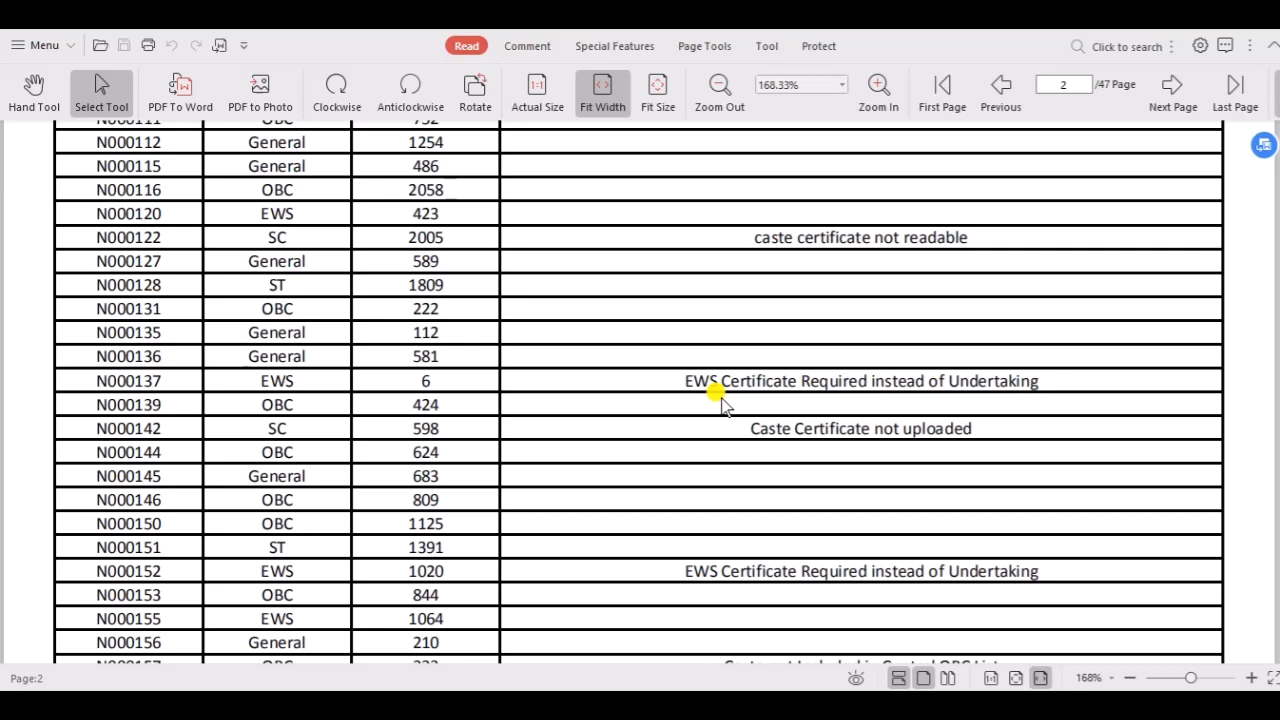 Menu Read Comment Special Features Page Tools Tool Protect Click to search
Hand Tool Select Tool PDF To Word PDF to Photo Clockwise Anticlockwise Rotate 1:1 Actual Size Fit Width Fit Size Zoom Out 168.33% Zoom In First Page Previous 2 /47 Page Next Page Last Page
N000111 OBC 732
N000112 General 1254
N000115 General 486
N000116 OBC 2058
N000120 EWS 423
N000122 SC 2005 caste certificate not readable
N000127 General 589
N000128 ST 1809
N000131 OBC 222
N000135 General 112
N000136 General 581
N000137 EWS 6 EWS Certificate Required instead of Undertaking
N000139 OBC 424
N000142 SC 598 Caste Certificate not uploaded
N000144 OBC 624
N000145 General 683
N000146 OBC 809
N000150 OBC 1125
N000151 ST 1391
N000152 EWS 1020 EWS Certificate Required instead of Undertaking
N000153 OBC 844
N000155 EWS 1064
N000156 General 210
N000157 OBC
Page:2 168%